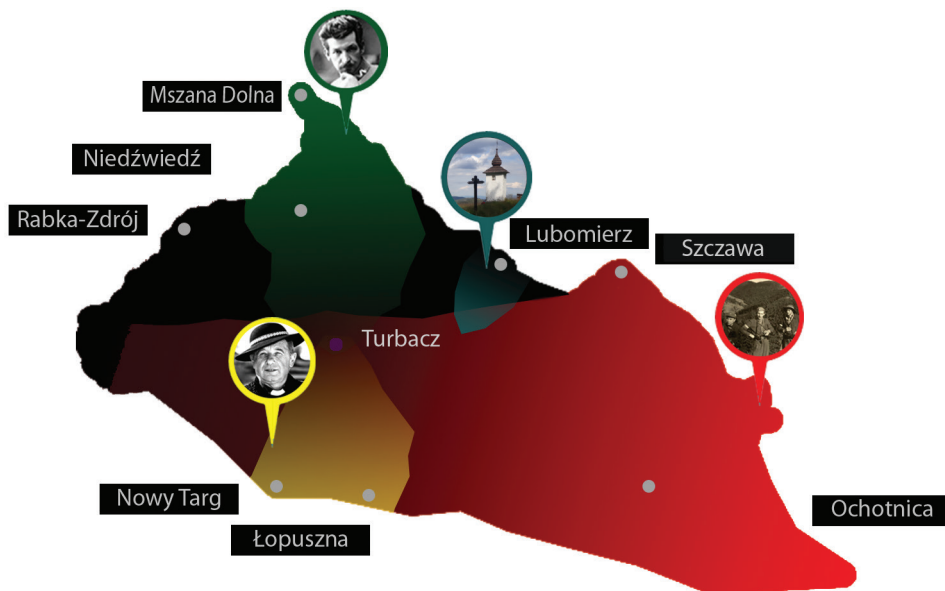 Mszana Dolna
Niedźwiedź
Rabka-Zdrój
Lubomierz
Szczawa
Turbacz
Nowy Targ
Ochotnica
Łopuszna